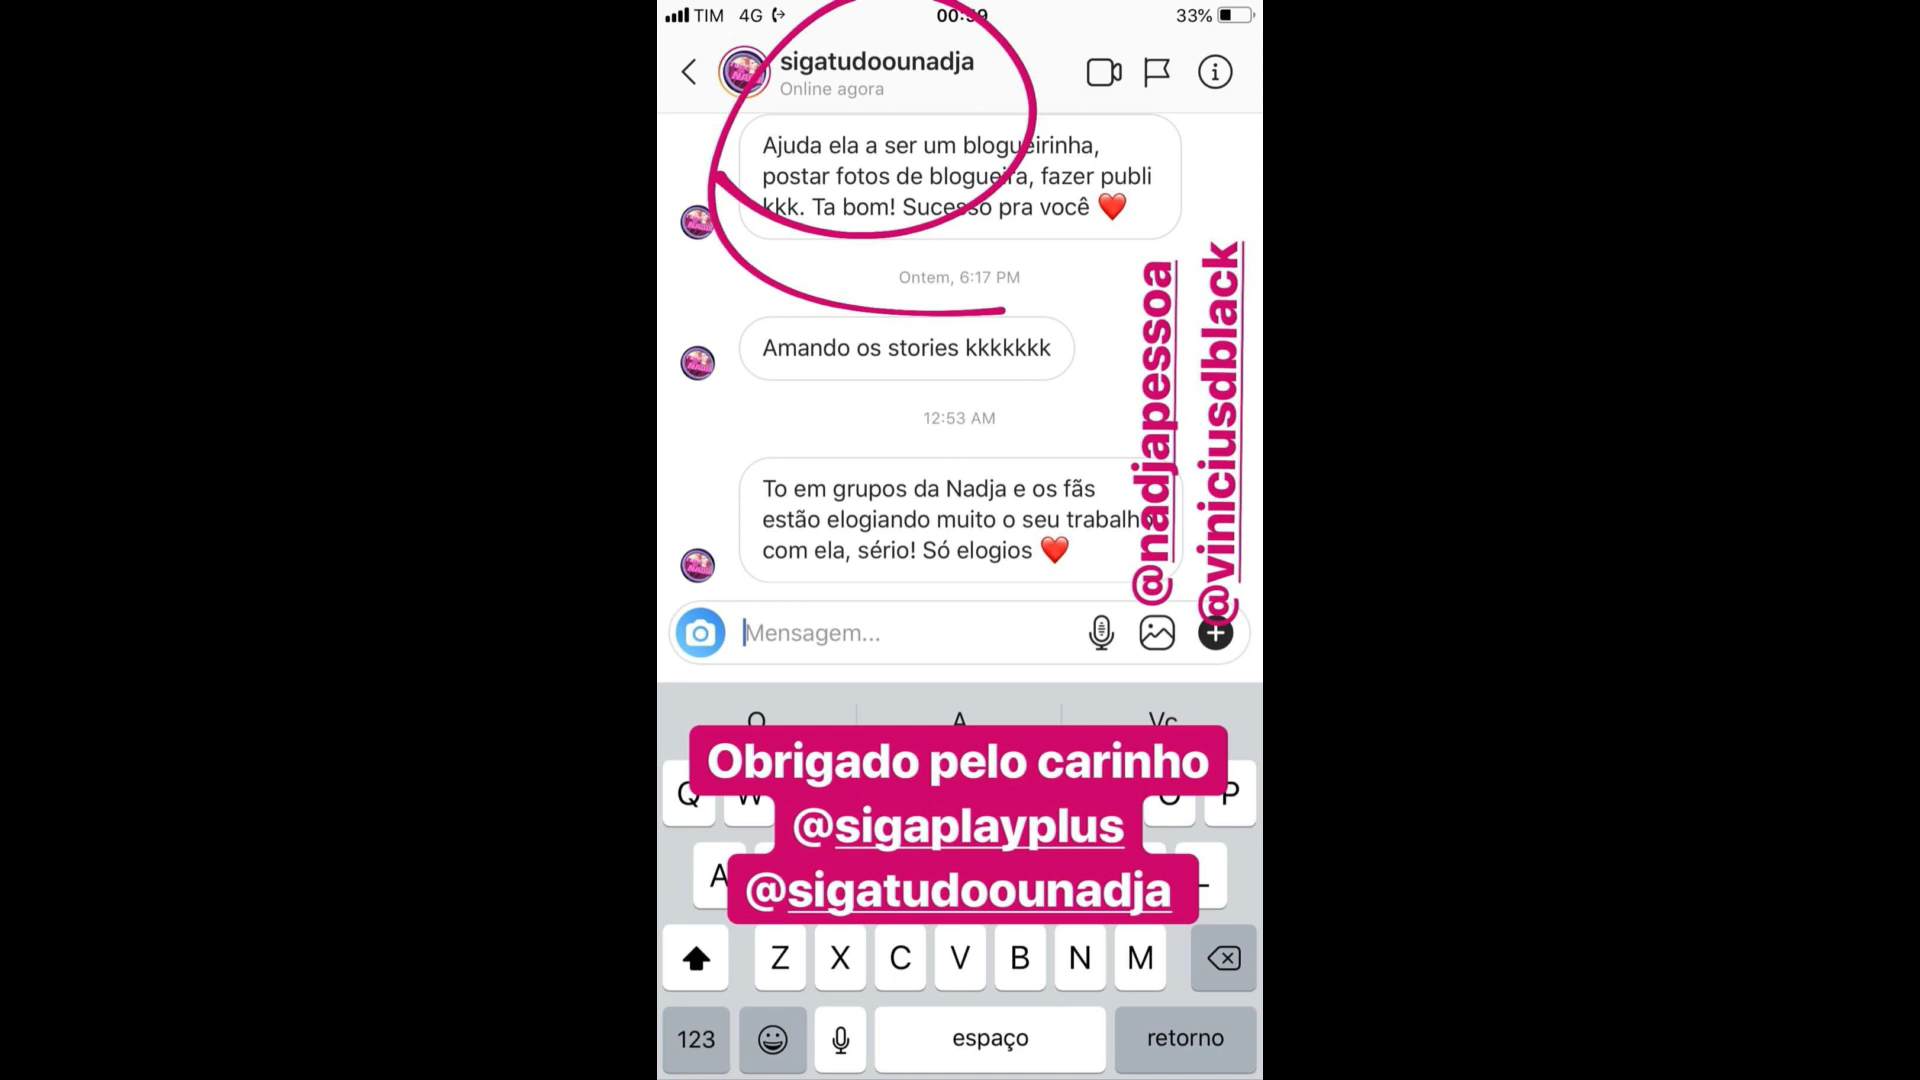 TIM 4G 00:59 33%
sigatudoounadja
Online agora
Ajuda ela a ser um blogueirinha,
postar fotos de blogueira, fazer publi
kkk. Ta bom! Sucesso pra você ❤️
Ontem, 6:17 PM
Amando os stories kkkkkkk
12:53 AM
To em grupos da Nadja e os fãs
estão elogiando muito o seu trabalho
com ela, sério! Só elogios ❤️
@nadjapessoa
@viniciusdblack
Mensagem...
O A Vc
Obrigado pelo carinho
@sigaplayplus
@sigatudoounadja
Q W O P
A L
Z X C V B N M
123 espaço retorno